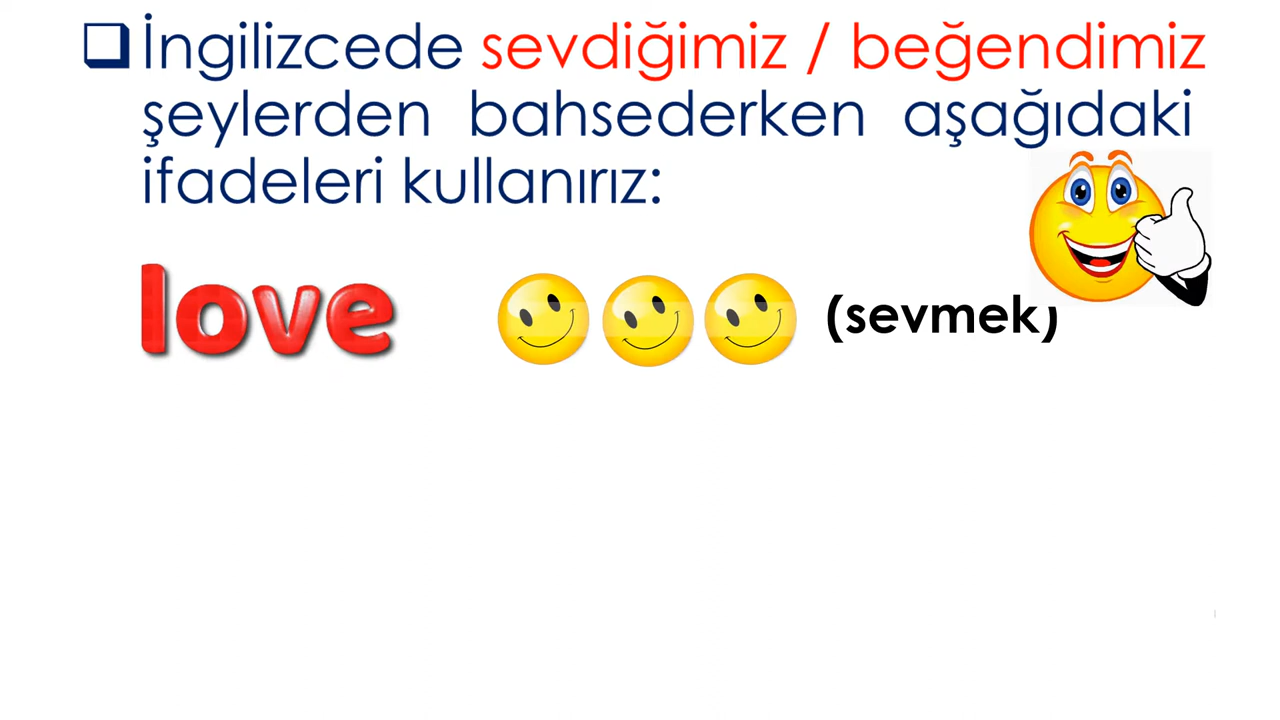 İngilizcede sevdiğimiz / beğendimiz
şeylerden bahsederken aşağıdaki
ifadeleri kullanırız:
love (sevmek)